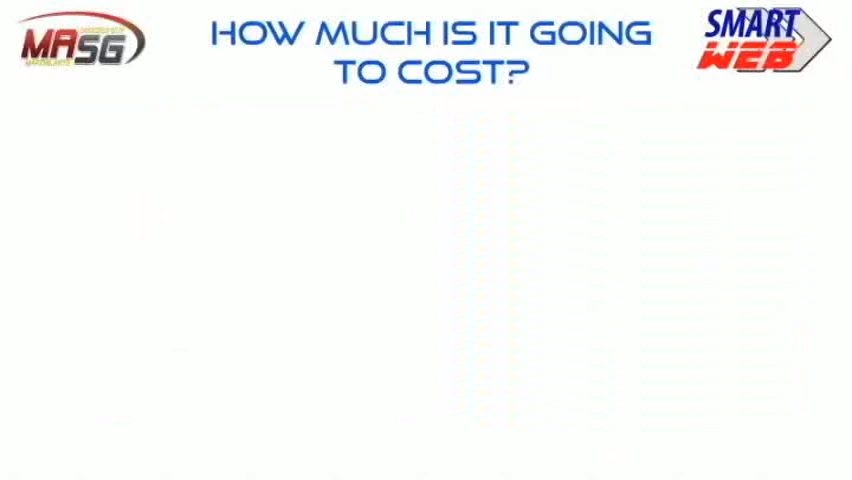 MASG
HOW MUCH IS IT GOING
TO COST?
SMART
WEB